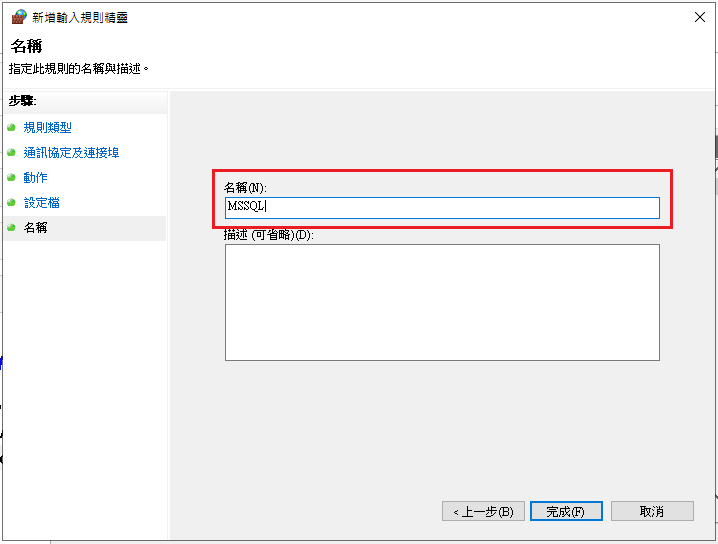 新增輸入規則精靈
名稱
指定此規則的名稱與描述。
步驟:
規則類型
通訊協定及連接埠
動作
設定檔
名稱
名稱(N):
MSSQL
描述 (可省略)(D):
< 上一步(B)
完成(F)
取消